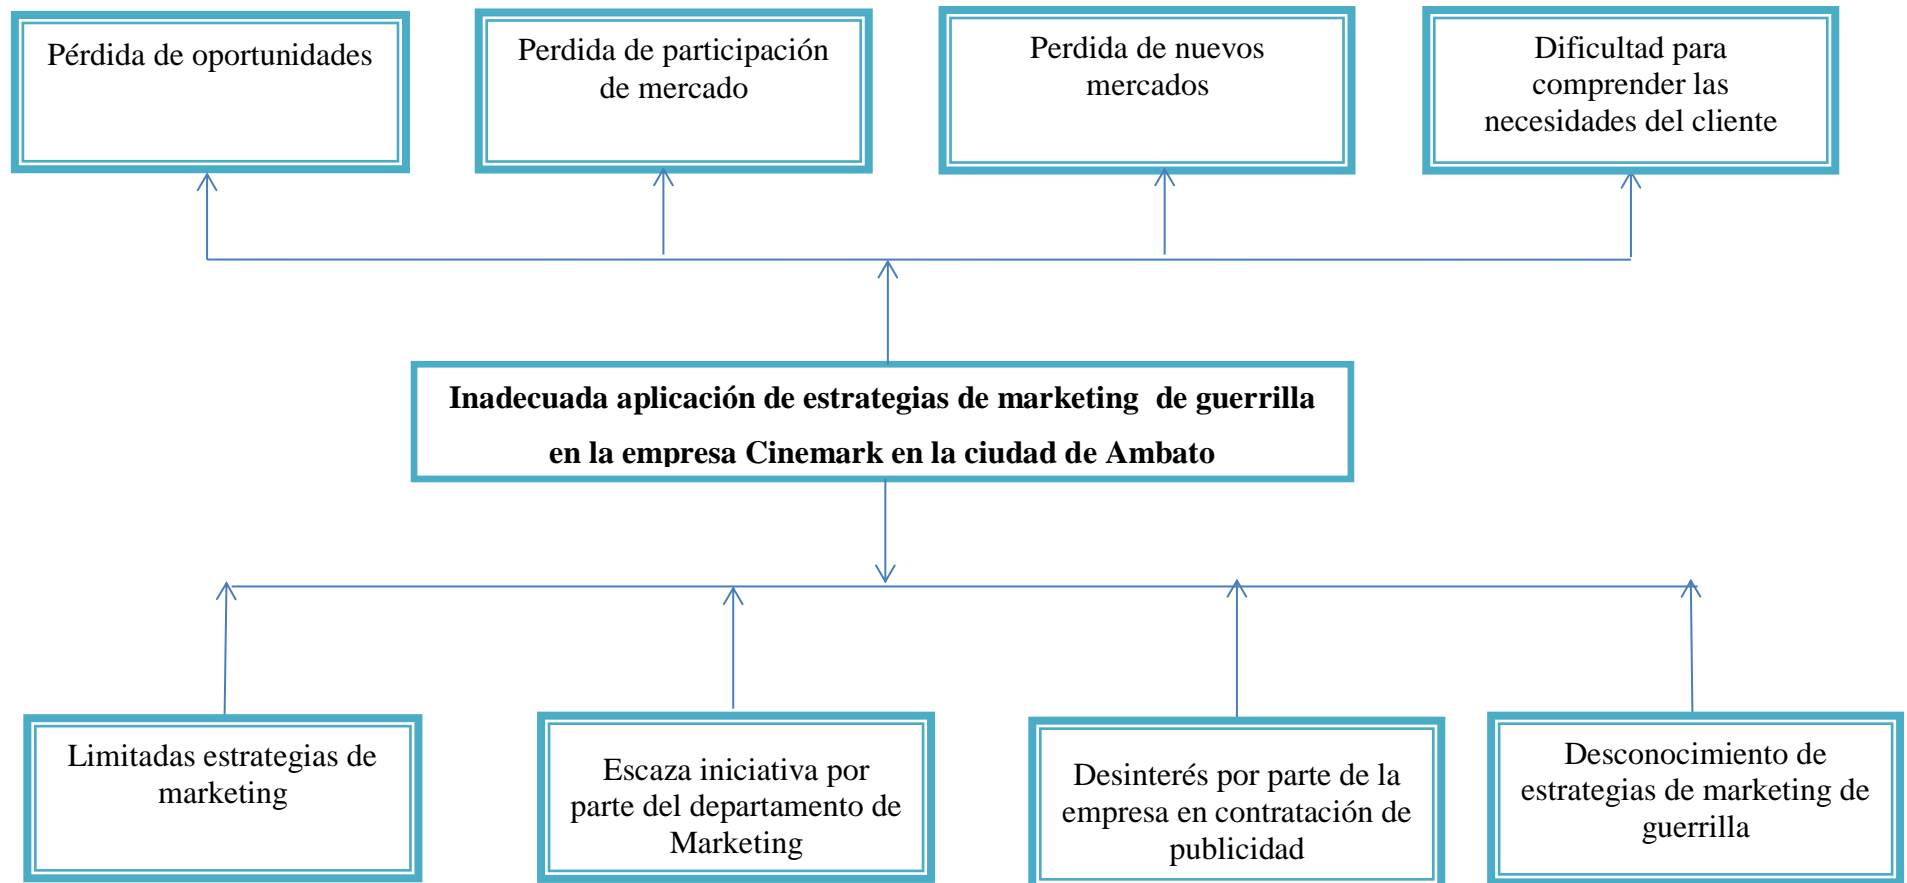 Pérdida de oportunidades
Perdida de participación
de mercado
Perdida de nuevos
mercados
Dificultad para
comprender las
necesidades del cliente
Inadecuada aplicación de estrategias de marketing  de guerrilla
en la empresa Cinemark en la ciudad de Ambato
Limitadas estrategias de
marketing
Escaza iniciativa por
parte del departamento de
Marketing
Desinterés por parte de la
empresa en contratación de
publicidad
Desconocimiento de
estrategias de marketing de
guerrilla